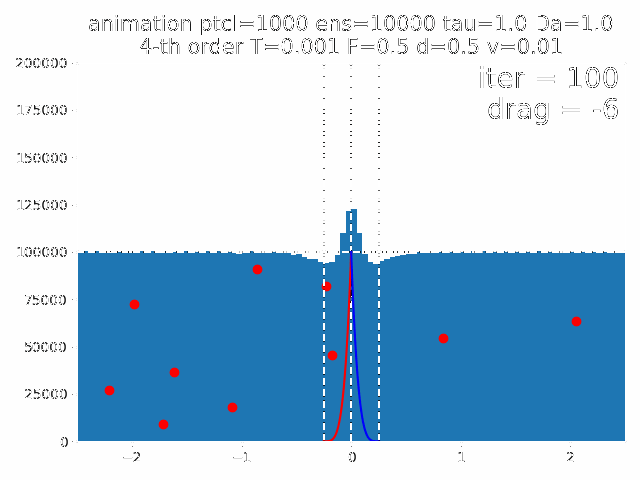 animation ptcl=1000 ens=10000 tau=1.0 Da=1.0
4-th order T=0.001 F=0.5 d=0.5 v=0.01
iter = 100
drag = -6
200000
175000
150000
125000
100000
75000
50000
25000
0
−2 −1 0 1 2